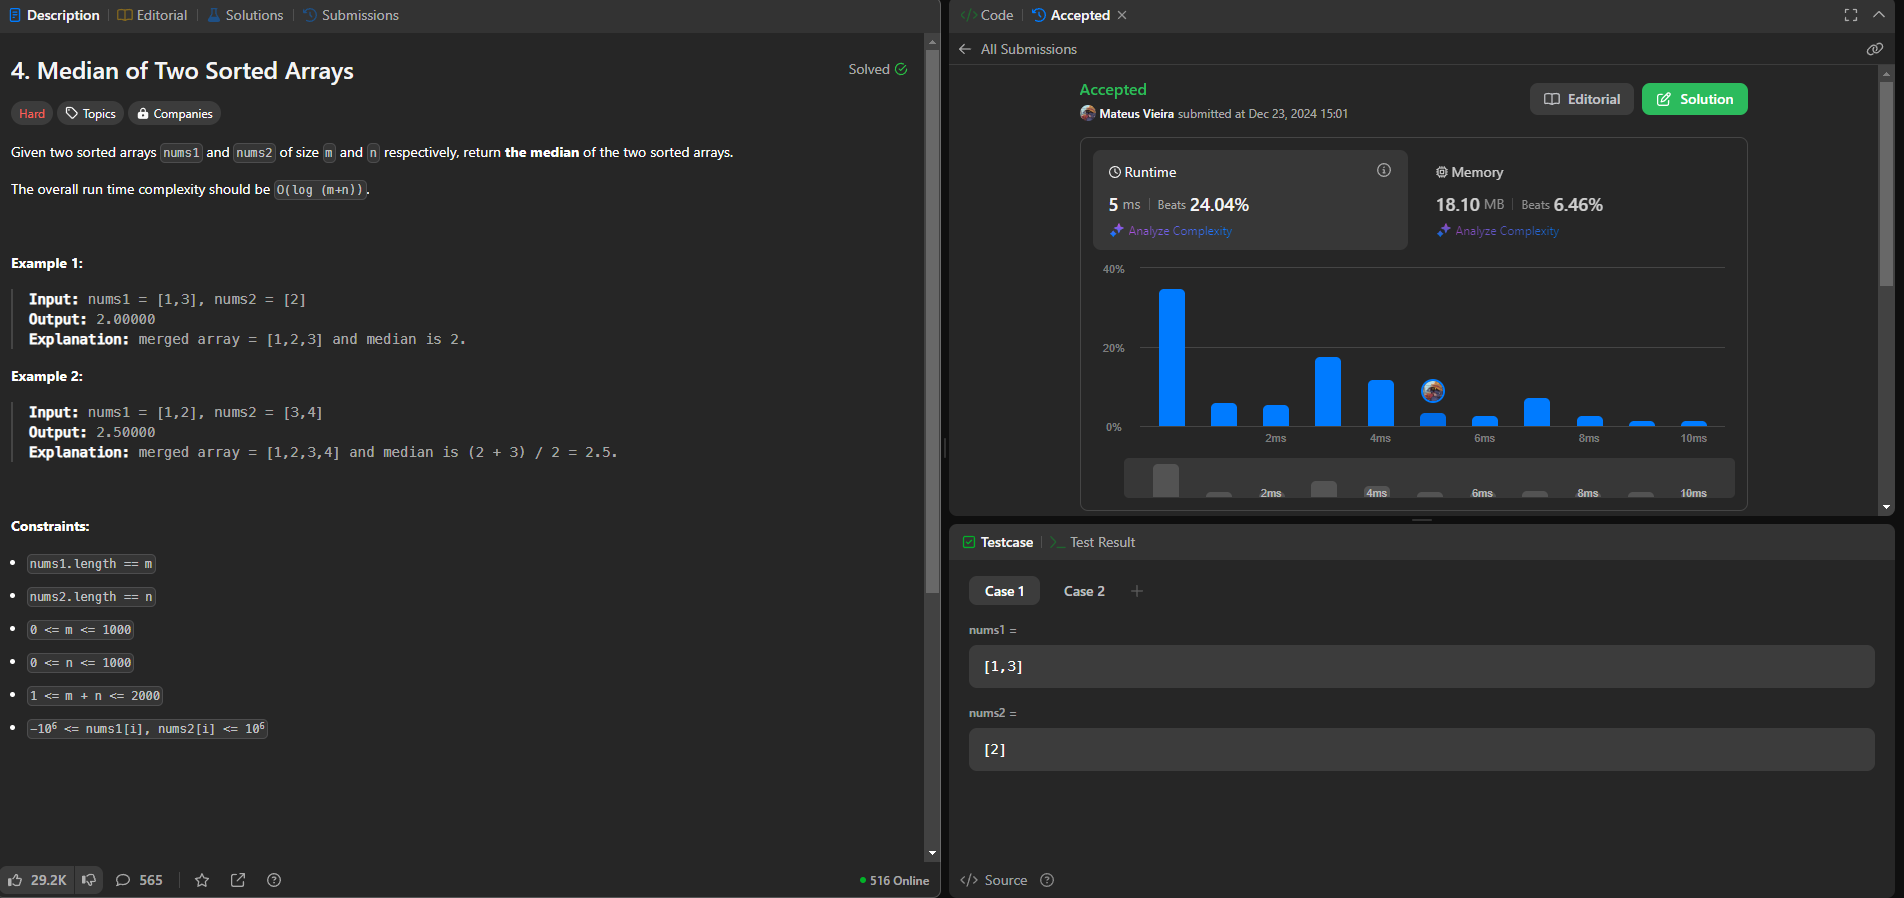 Description
Editorial
Solutions
Submissions
4. Median of Two Sorted Arrays
Solved
Hard
Topics
Companies
Given two sorted arrays nums1 and nums2 of size m and n respectively, return the median of the two sorted arrays.
The overall run time complexity should be O(log (m+n)).
Example 1:
Input: nums1 = [1,3], nums2 = [2]
Output: 2.00000
Explanation: merged array = [1,2,3] and median is 2.
Example 2:
Input: nums1 = [1,2], nums2 = [3,4]
Output: 2.50000
Explanation: merged array = [1,2,3,4] and median is (2 + 3) / 2 = 2.5.
Constraints:
nums1.length == m
nums2.length == n
0 <= m <= 1000
0 <= n <= 1000
1 <= m + n <= 2000
-10⁶ <= nums1[i], nums2[i] <= 10⁶
29.2K
565
516 Online
Code
Accepted
All Submissions
Accepted
Mateus Vieira submitted at Dec 23, 2024 15:01
Editorial
Solution
Runtime
5 ms | Beats 24.04%
Analyze Complexity
Memory
18.10 MB | Beats 6.46%
Analyze Complexity
40%
20%
0%
2ms 4ms 6ms 8ms 10ms
2ms 4ms 6ms 8ms 10ms
Testcase
>_ Test Result
Case 1
Case 2
nums1 =
[1,3]
nums2 =
[2]
</> Source